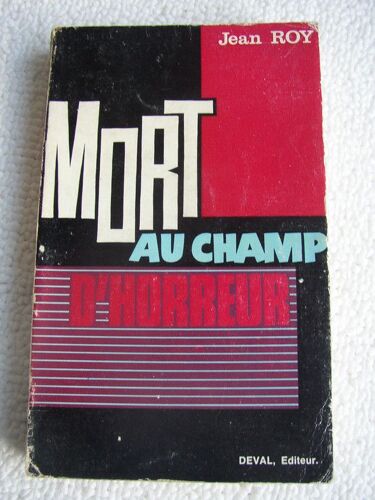 Jean ROY
MORT
AU CHAMP
D'HORREUR
DEVAL, Editeur.